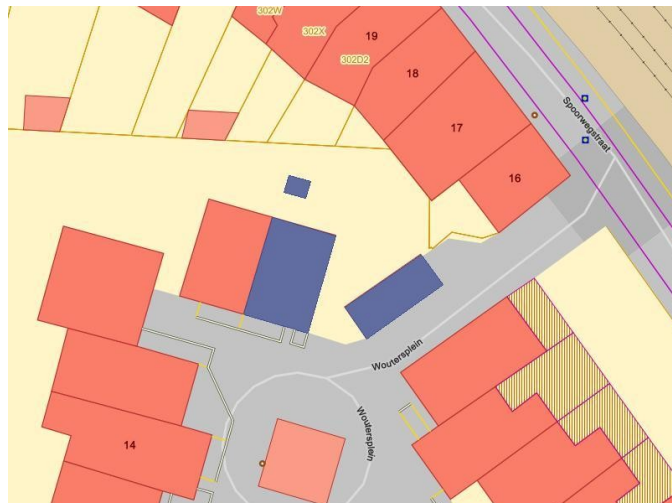 302W
302X
19
302D2
18
17
16
Spoorwegstraat
Woutersplein
Woutersplein
14